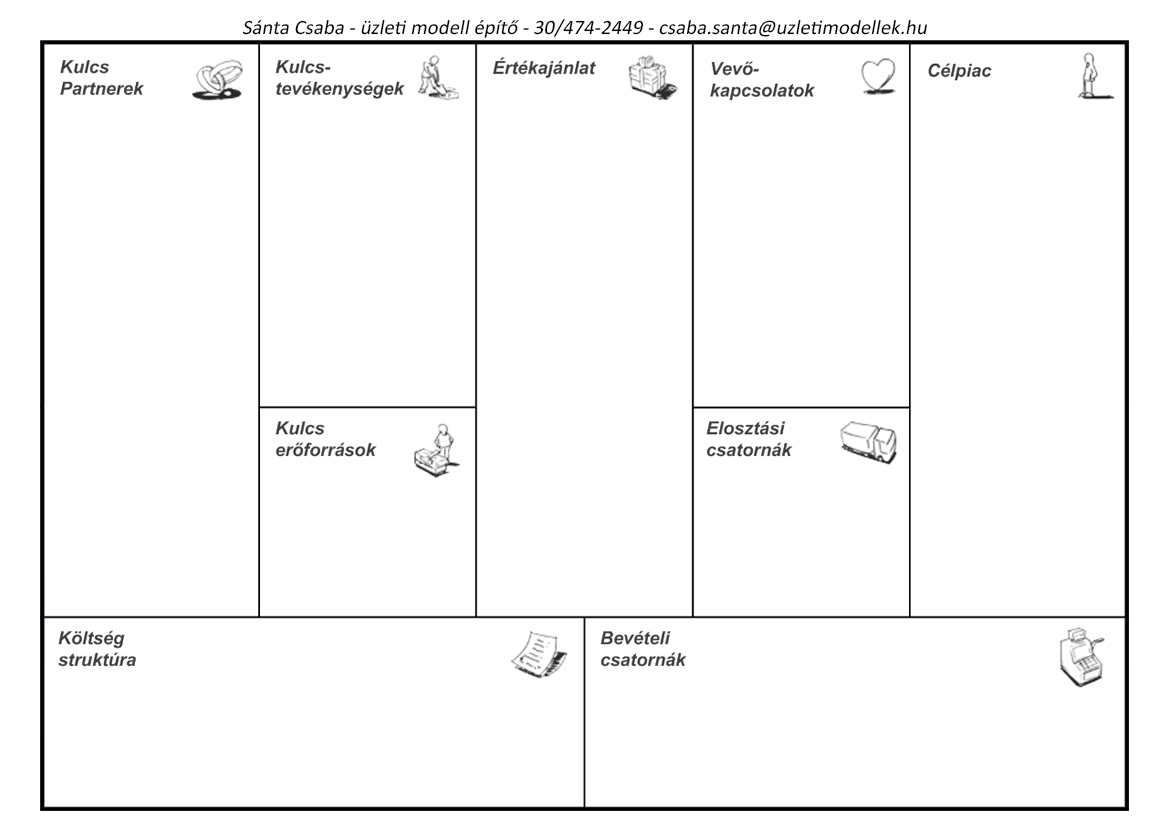 Sánta Csaba - üzleti modell építő - 30/474-2449 - csaba.santa@uzletimodellek.hu
Kulcs
Partnerek
Kulcs-
tevékenységek
Kulcs
erőforrások
Értékajánlat
Vevő-
kapcsolatok
Elosztási
csatornák
Célpiac
Költség
struktúra
Bevételi
csatornák